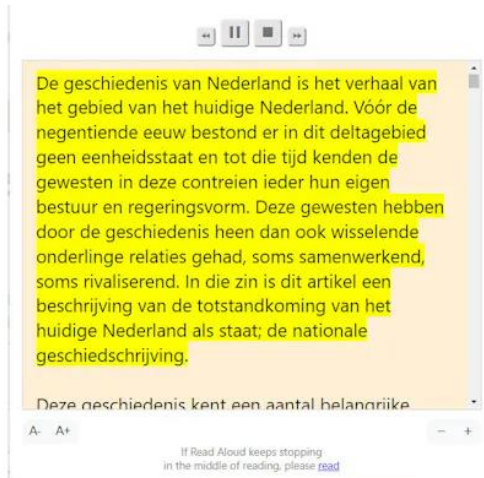 De geschiedenis van Nederland is het verhaal van
het gebied van het huidige Nederland. Vóór de
negentiende eeuw bestond er in dit deltagebied
geen eenheidsstaat en tot die tijd kenden de
gewesten in deze contreien ieder hun eigen
bestuur en regeringsvorm. Deze gewesten hebben
door de geschiedenis heen dan ook wisselende
onderlinge relaties gehad, soms samenwerkend,
soms rivaliserend. In die zin is dit artikel een
beschrijving van de totstandkoming van het
huidige Nederland als staat; de nationale
geschiedschrijving.
Deze geschiedenis kent een aantal belangrijke
A- A+ − +
If Read Aloud keeps stopping
in the middle of reading, please read